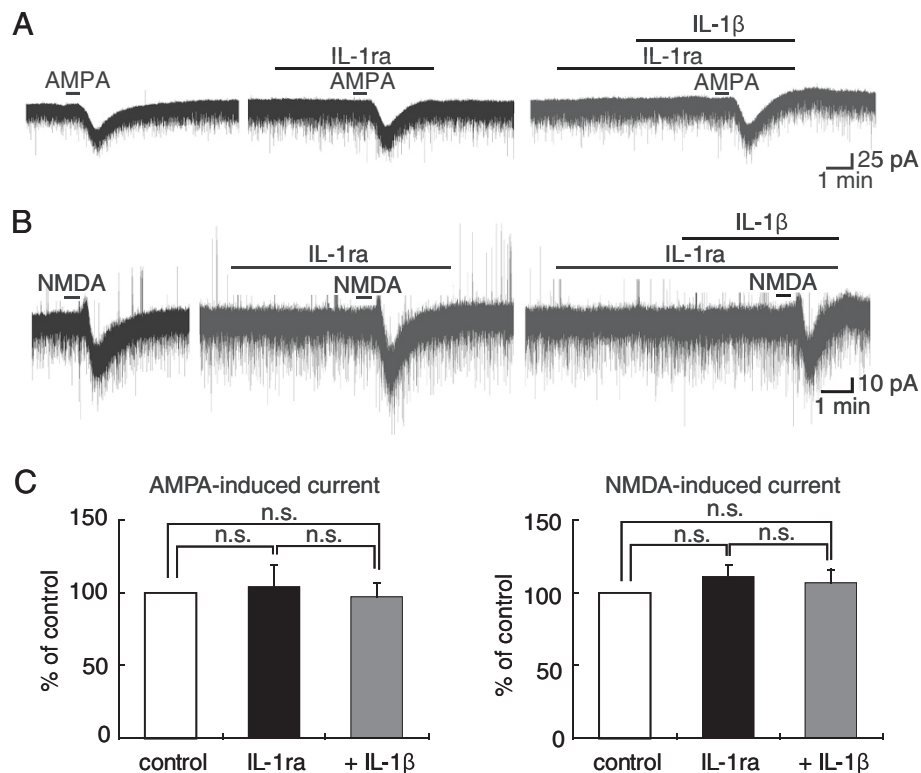 A
IL-1β
IL-1ra
IL-1ra
AMPA
AMPA
AMPA
25 pA
1 min
B
IL-1β
IL-1ra
IL-1ra
NMDA
NMDA
NMDA
10 pA
1 min
C
AMPA-induced current
150
100
50
0
% of control
n.s.
n.s.
n.s.
control
IL-1ra
+ IL-1β
NMDA-induced current
150
100
50
0
% of control
n.s.
n.s.
n.s.
control
IL-1ra
+ IL-1β